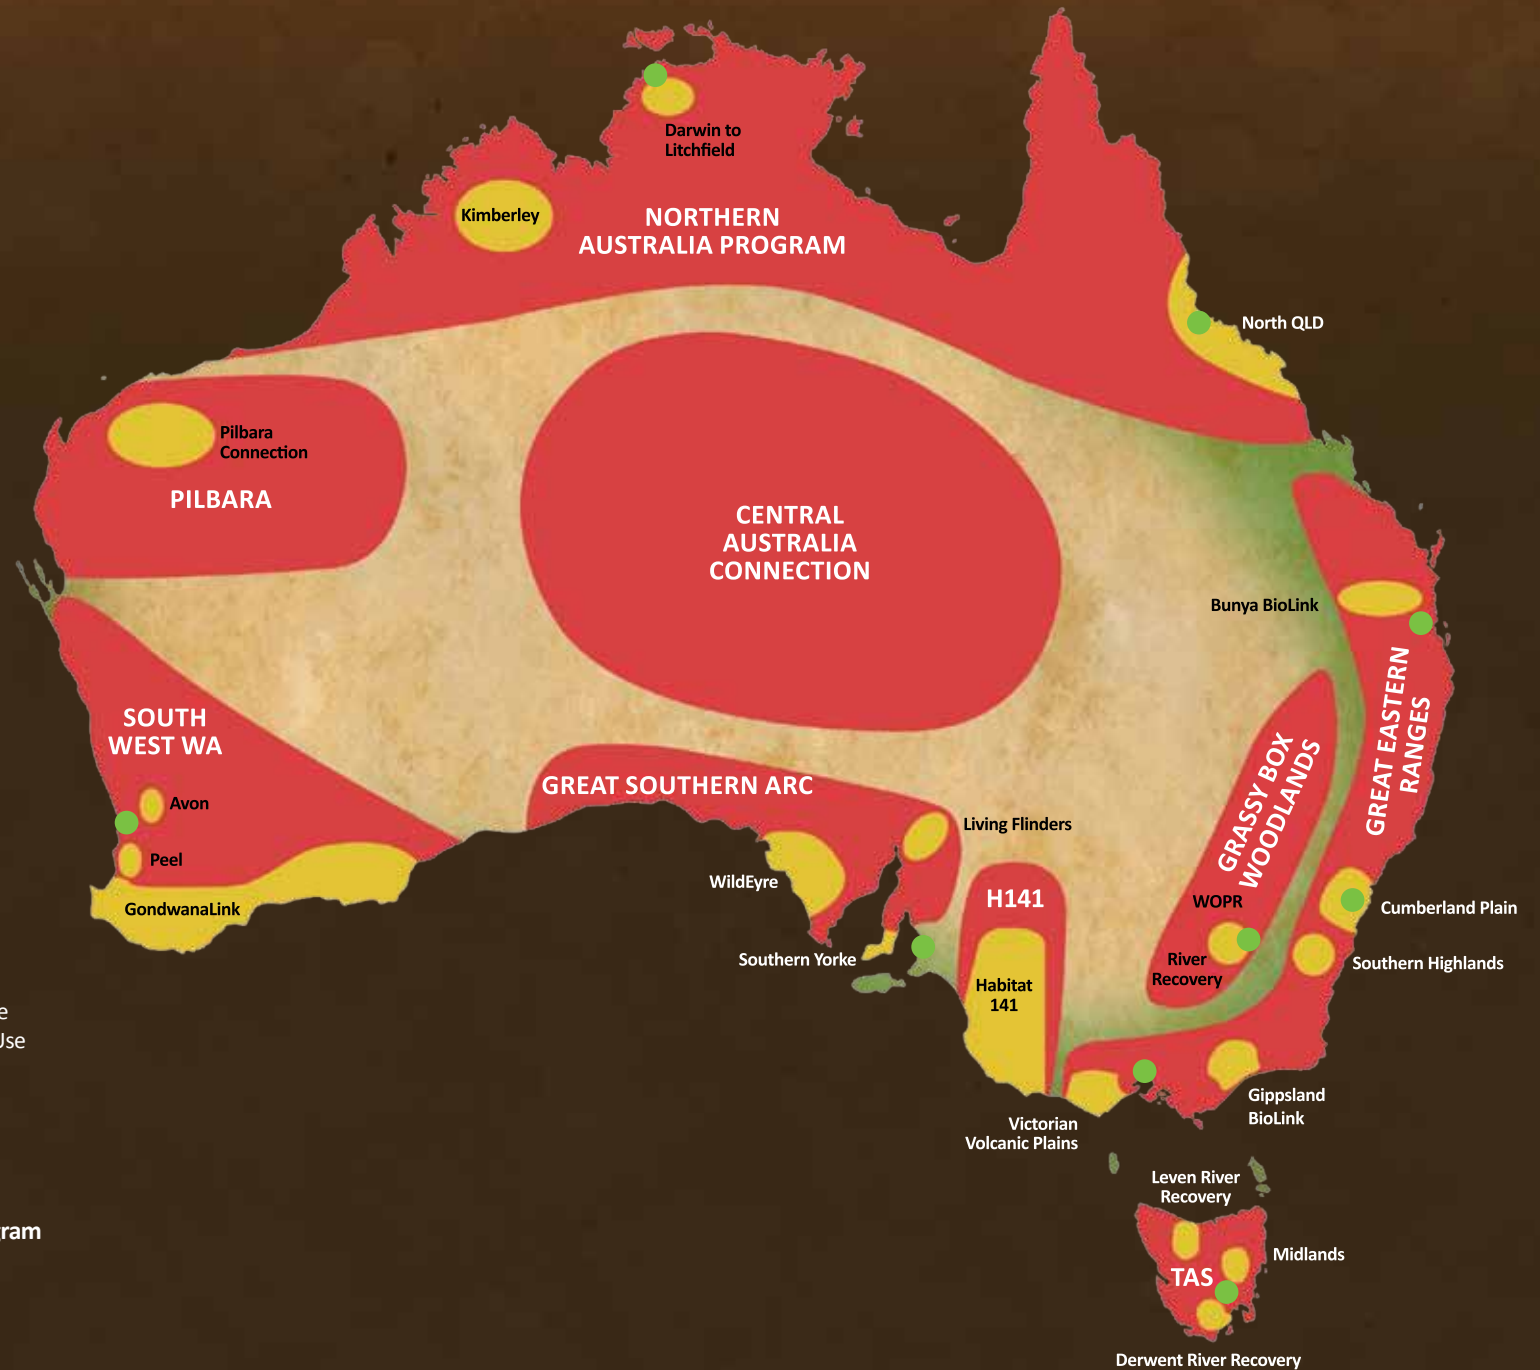 Darwin to
Litchfield
Kimberley
NORTHERN
AUSTRALIA PROGRAM
North QLD
Pilbara
Connection
PILBARA
CENTRAL
AUSTRALIA
CONNECTION
Bunya BioLink
GREAT EASTERN
RANGES
SOUTH
WEST WA
GRASSY BOX
WOODLANDS
GREAT SOUTHERN ARC
Avon
Living Flinders
Peel
WildEyre
H141
WOPR
Cumberland Plain
GondwanaLink
Southern Yorke
River
Recovery
Southern Highlands
Habitat
141
Use
Gippsland
BioLink
Victorian
Volcanic Plains
Leven River
Recovery
ram
Midlands
TAS
Derwent River Recovery